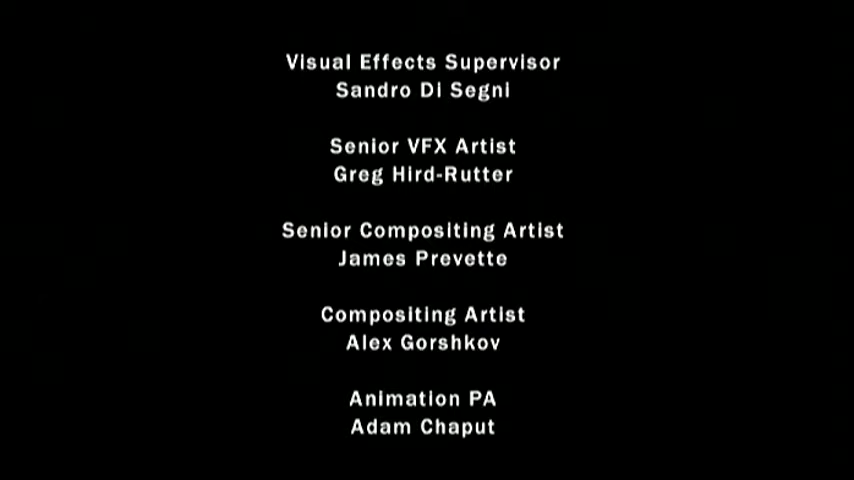 Visual Effects Supervisor
Sandro Di Segni
Senior VFX Artist
Greg Hird-Rutter
Senior Compositing Artist
James Prevette
Compositing Artist
Alex Gorshkov
Animation PA
Adam Chaput